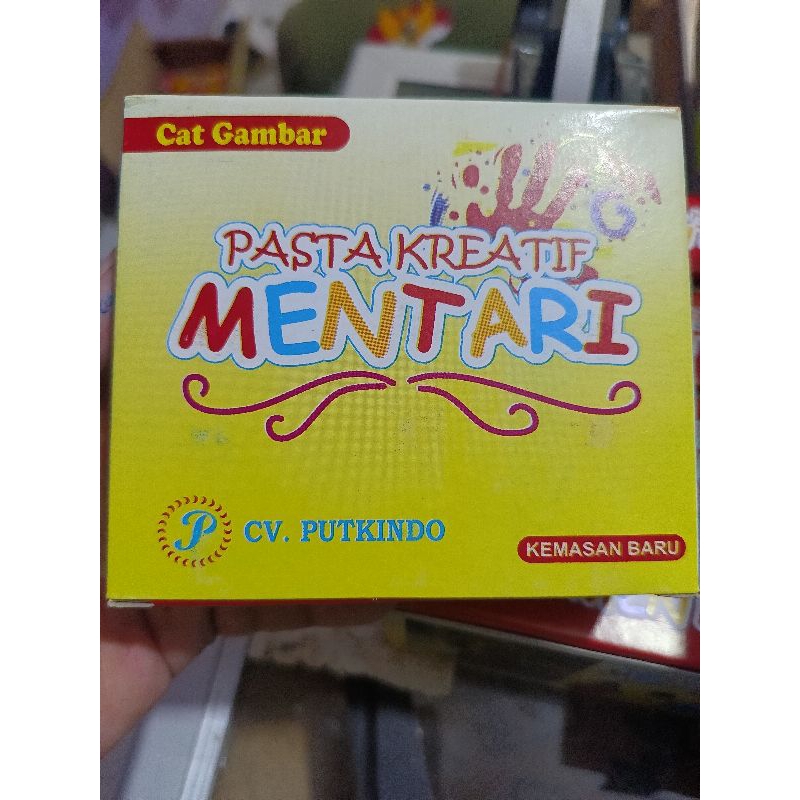 Cat Gambar
PASTA KREATIF
MENTARI
P
CV. PUTKINDO
KEMASAN BARU